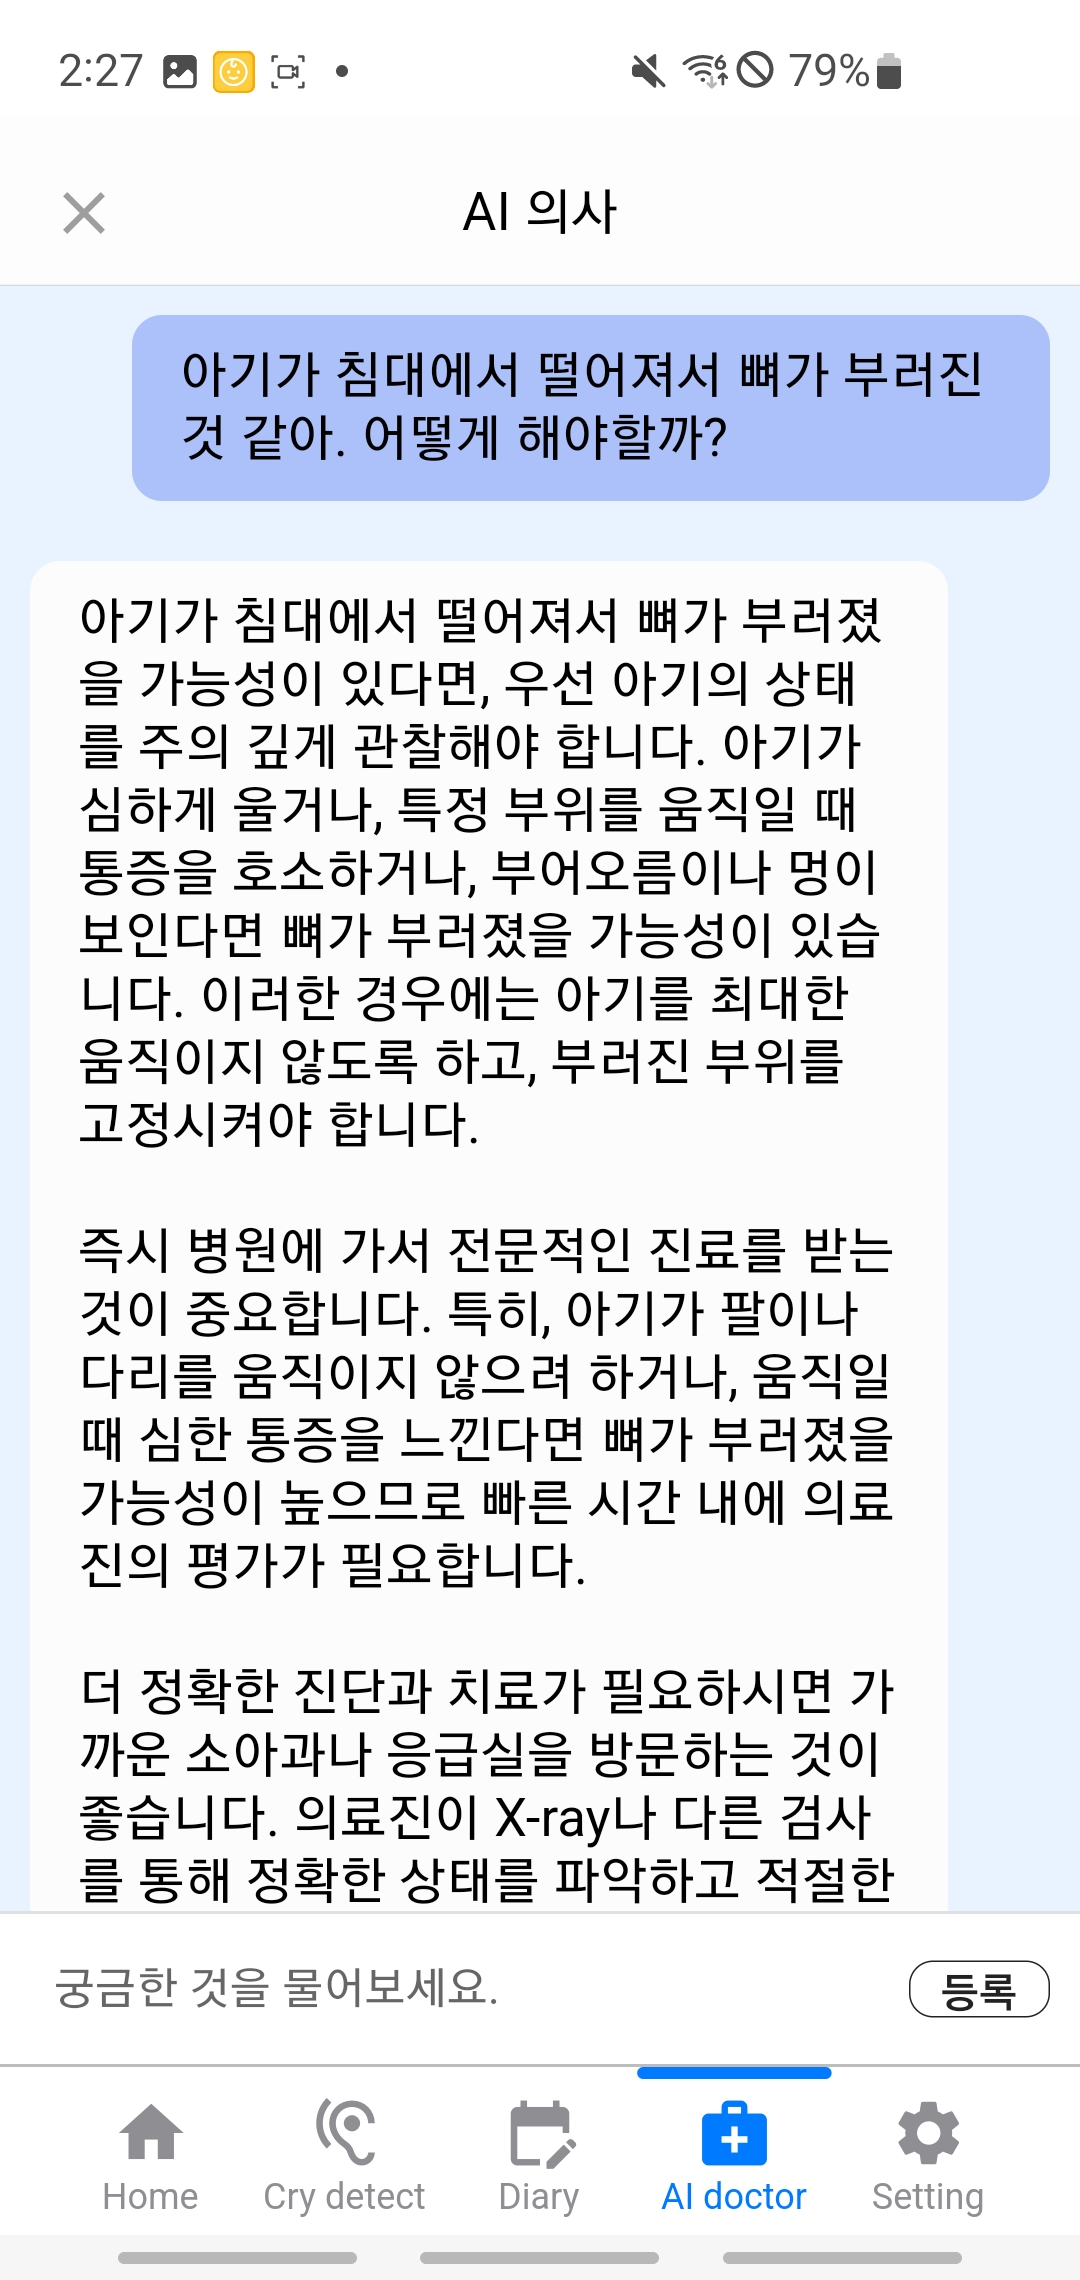 2:27
79%
AI 의사
아기가 침대에서 떨어져서 뼈가 부러진
것 같아. 어떻게 해야할까?
아기가 침대에서 떨어져서 뼈가 부러졌
을 가능성이 있다면, 우선 아기의 상태
를 주의 깊게 관찰해야 합니다. 아기가
심하게 울거나, 특정 부위를 움직일 때
통증을 호소하거나, 부어오름이나 멍이
보인다면 뼈가 부러졌을 가능성이 있습
니다. 이러한 경우에는 아기를 최대한
움직이지 않도록 하고, 부러진 부위를
고정시켜야 합니다.
즉시 병원에 가서 전문적인 진료를 받는
것이 중요합니다. 특히, 아기가 팔이나
다리를 움직이지 않으려 하거나, 움직일
때 심한 통증을 느낀다면 뼈가 부러졌을
가능성이 높으므로 빠른 시간 내에 의료
진의 평가가 필요합니다.
더 정확한 진단과 치료가 필요하시면 가
까운 소아과나 응급실을 방문하는 것이
좋습니다. 의료진이 X-ray나 다른 검사
를 통해 정확한 상태를 파악하고 적절한
궁금한 것을 물어보세요.
등록
Home
Cry detect
Diary
AI doctor
Setting